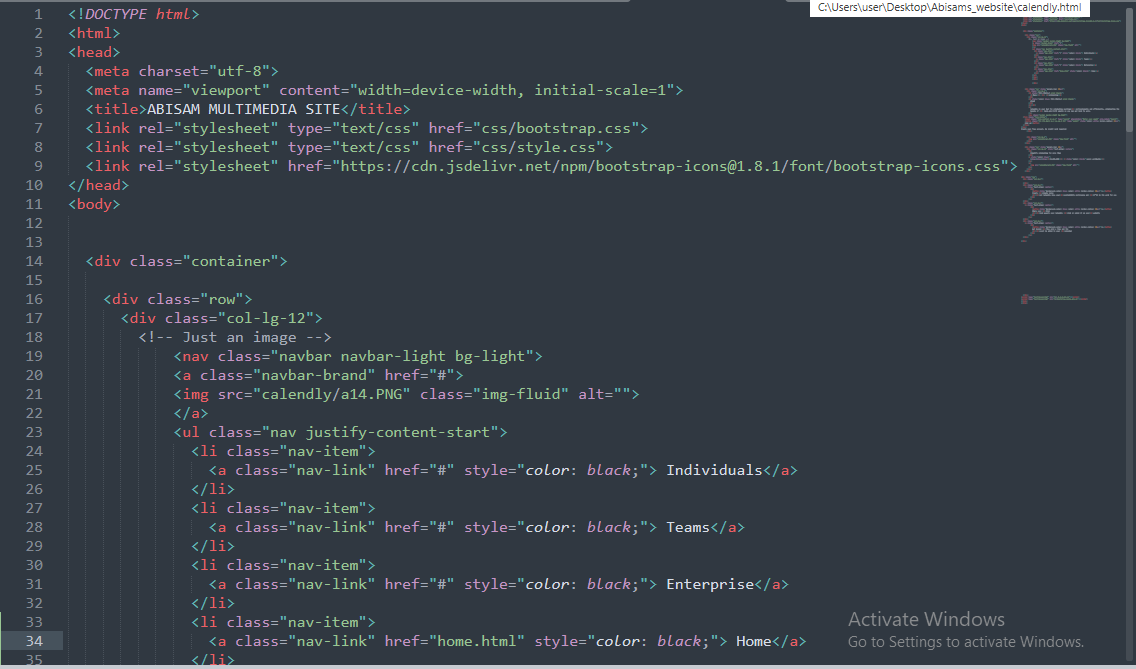 C:\Users\user\Desktop\Abisams_website\calendly.html
1 <!DOCTYPE html>
2 <html>
3 <head>
4 <meta charset="utf-8">
5 <meta name="viewport" content="width=device-width, initial-scale=1">
6 <title>ABISAM MULTIMEDIA SITE</title>
7 <link rel="stylesheet" type="text/css" href="css/bootstrap.css">
8 <link rel="stylesheet" type="text/css" href="css/style.css">
9 <link rel="stylesheet" href="https://cdn.jsdelivr.net/npm/bootstrap-icons@1.8.1/font/bootstrap-icons.css">
10 </head>
11 <body>
12
13
14 <div class="container">
15
16 <div class="row">
17 <div class="col-lg-12">
18 <!-- Just an image -->
19 <nav class="navbar navbar-light bg-light">
20 <a class="navbar-brand" href="#">
21 <img src="calendly/a14.PNG" class="img-fluid" alt="">
22 </a>
23 <ul class="nav justify-content-start">
24 <li class="nav-item">
25 <a class="nav-link" href="#" style="color: black;"> Individuals</a>
26 </li>
27 <li class="nav-item">
28 <a class="nav-link" href="#" style="color: black;"> Teams</a>
29 </li>
30 <li class="nav-item">
31 <a class="nav-link" href="#" style="color: black;"> Enterprise</a>
32 </li>
33 <li class="nav-item">
34 <a class="nav-link" href="home.html" style="color: black;"> Home</a>
35 </li>
Activate Windows
Go to Settings to activate Windows.